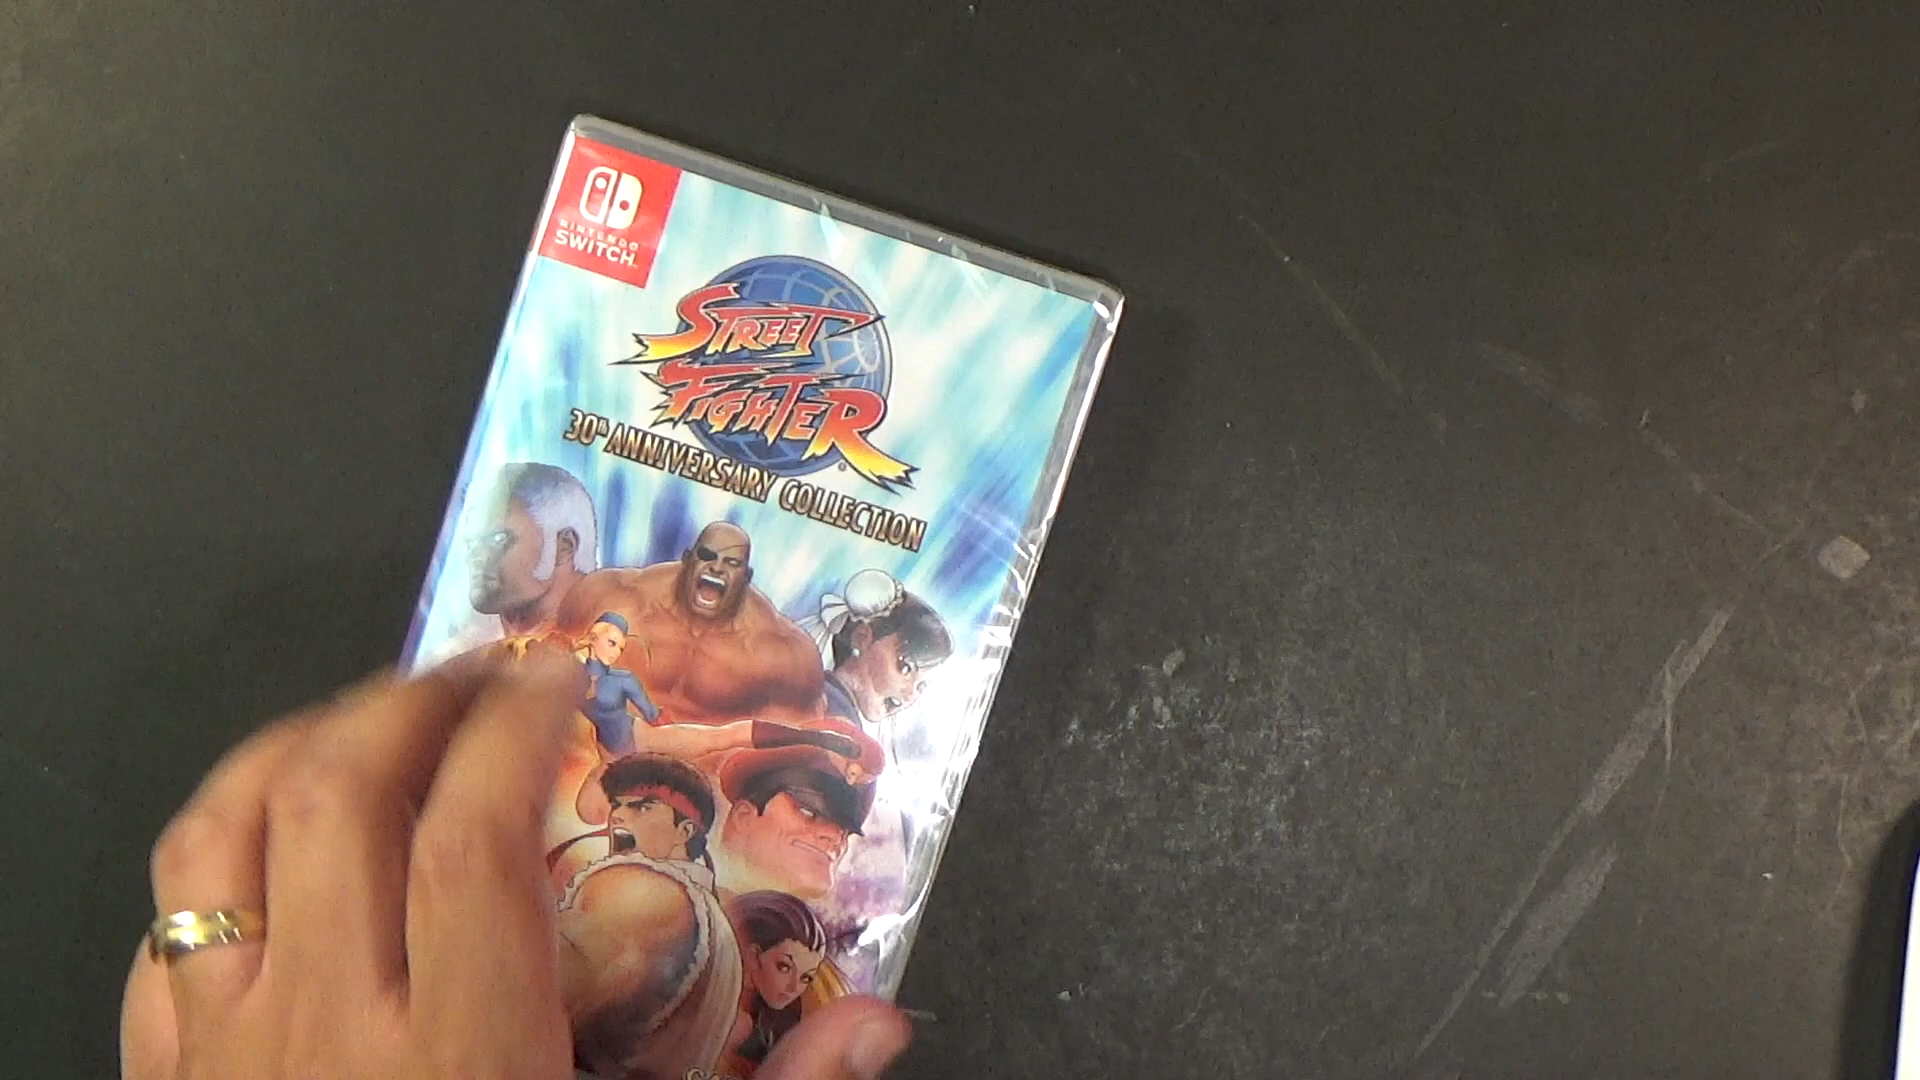 NINTENDO
SWITCH
STREET
FIGHTER
30th ANNIVERSARY COLLECTION